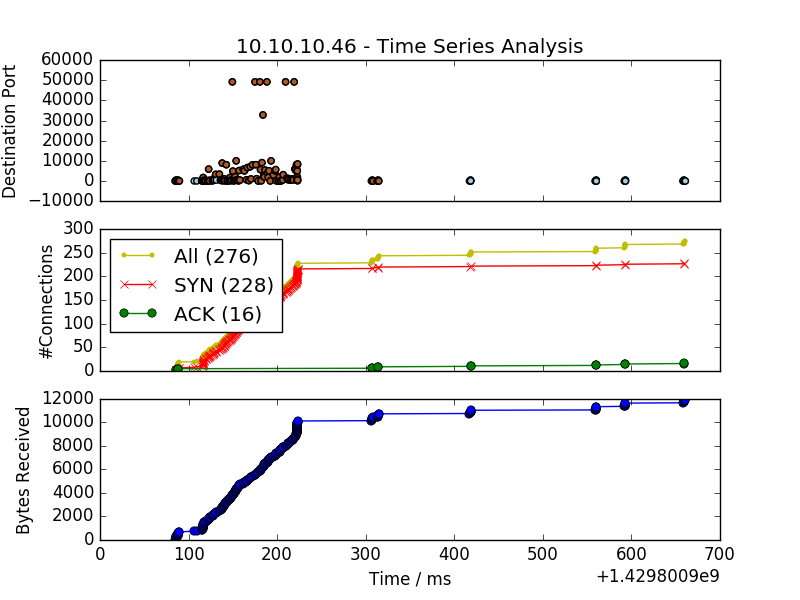 10.10.10.46 - Time Series Analysis
Destination Port
60000
50000
40000
30000
20000
10000
0
−10000
#Connections
300
250
200
150
100
50
0
All (276)
SYN (228)
ACK (16)
Bytes Received
12000
10000
8000
6000
4000
2000
0
0 100 200 300 400 500 600 700
Time / ms
+1.4298009e9